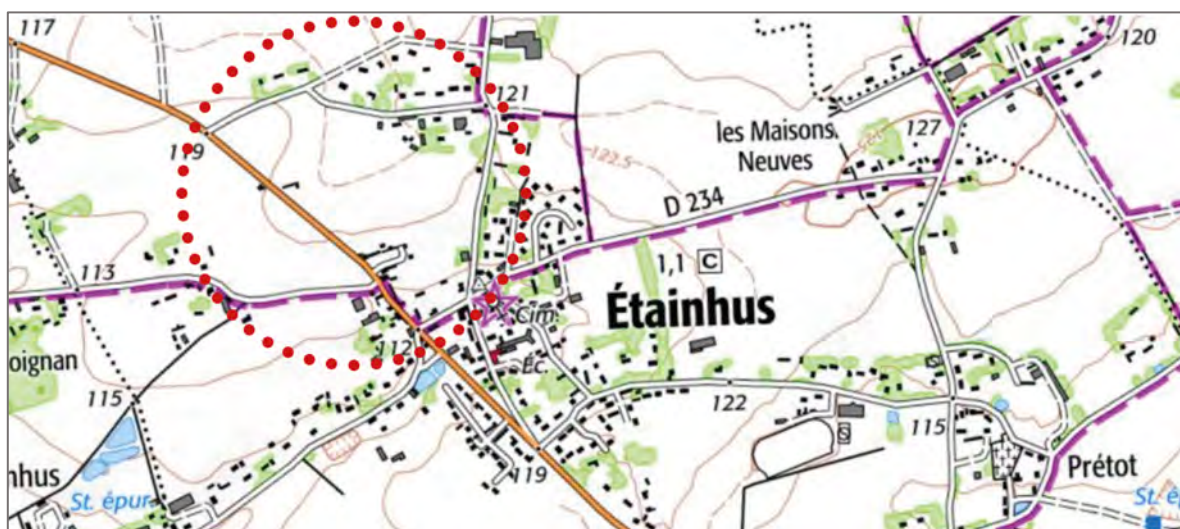 117
120
121
119
les Maisons
Neuves
127
125
122.5
D 234
113
1,1 C
Étainhus
Cim.
112
Éc.
oignan
115
122
115
S
119
Prétot
nhus
St. épur.
St ép